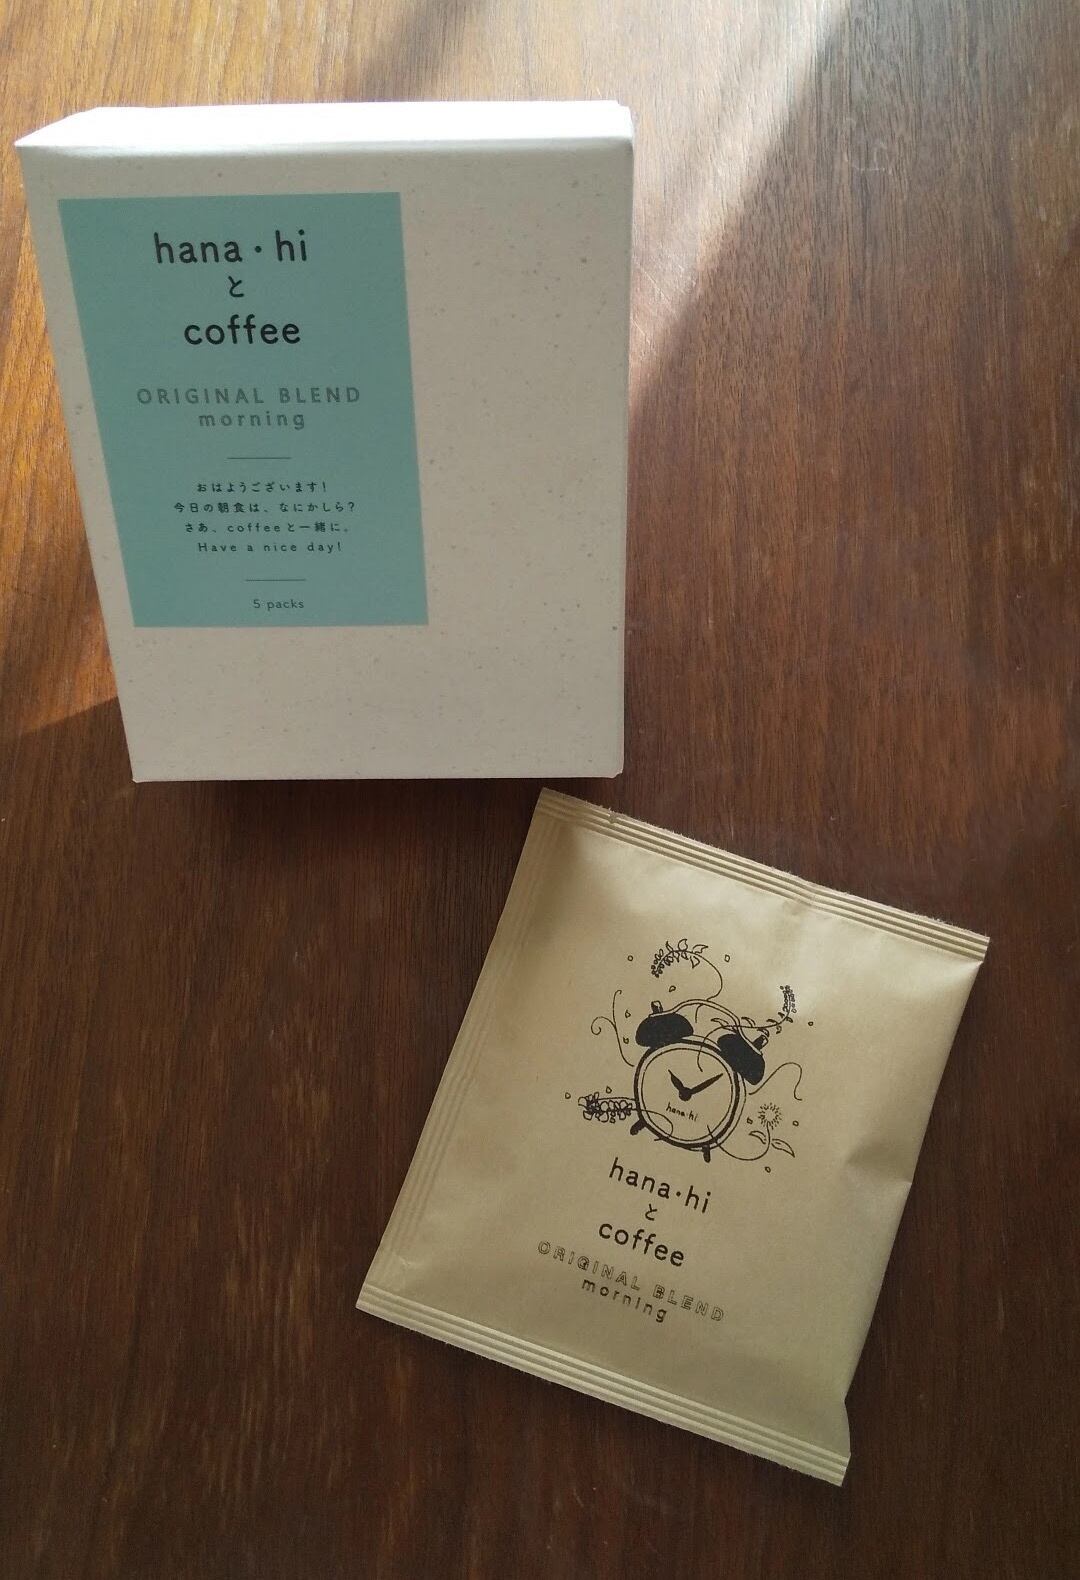 hana・hi
と
coffee
ORIGINAL BLEND
morning
おはようございます！
今日の朝食は、なにかしら？
さあ、coffeeと一緒に。
Have a nice day!
5 packs
hana・hi
hana・hi
と
coffee
ORIGINAL BLEND
morning